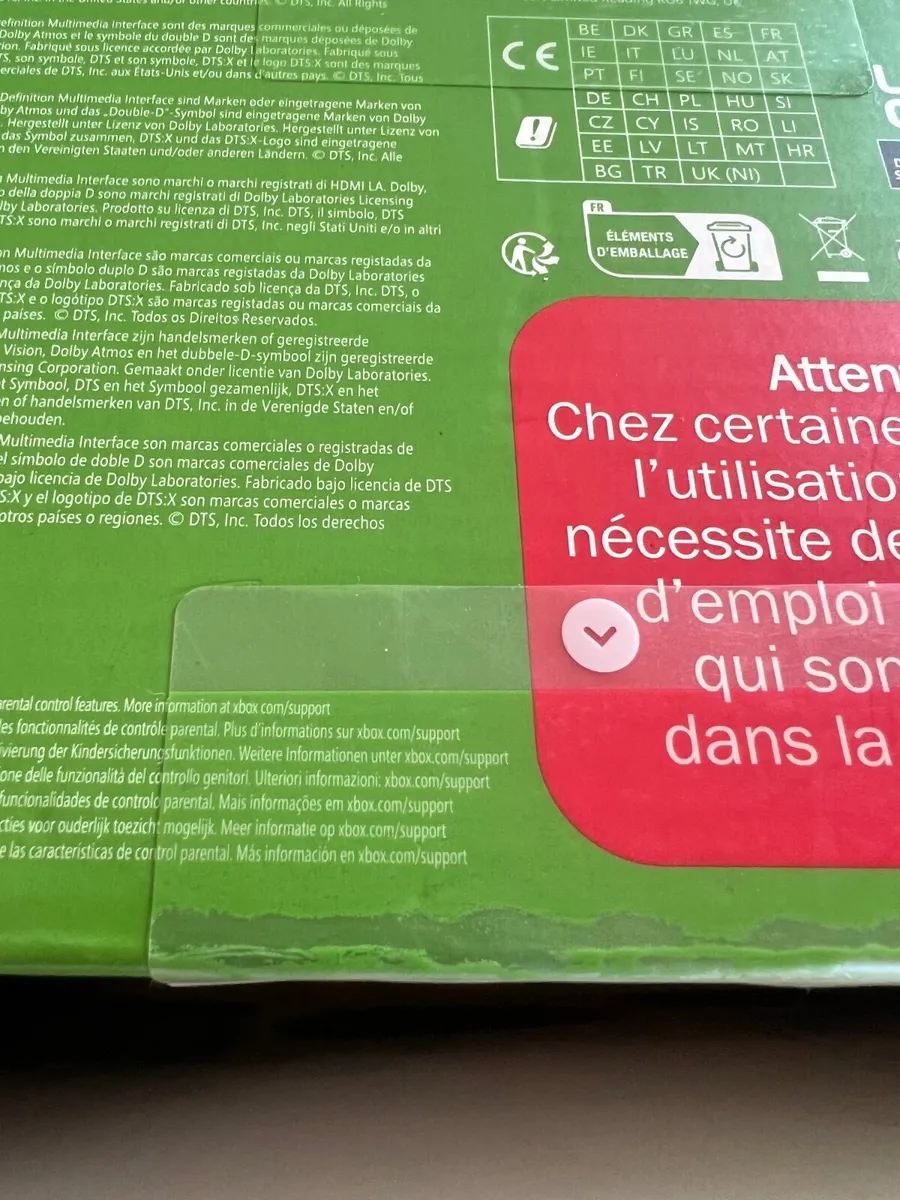 DTS, Inc. All Rights
efinition Multimedia Interface sont des marques commerciales ou déposées de
Dolby Atmos et le symbole du double D sont des marques déposées de Dolby
ion. Fabriqué sous licence accordée par Dolby Laboratories. Fabriqué sous
TS, son symbole, DTS et son symbole, DTS:X et le logo DTS:X sont des marques
erciales de DTS, Inc. aux États-Unis et/ou dans d'autres pays. © DTS, Inc. Tous
Definition Multimedia Interface sind Marken oder eingetragene Marken von
by Atmos und das „Double-D"-Symbol sind eingetragene Marken von Dolby
. Hergestellt unter Lizenz von Dolby Laboratories. Hergestellt unter Lizenz von
das Symbol zusammen, DTS:X und das DTS:X-Logo sind eingetragene
n den Vereinigten Staaten und/oder anderen Ländern. © DTS, Inc. Alle
Multimedia Interface sono marchi o marchi registrati di HDMI LA. Dolby,
o della doppia D sono marchi registrati di Dolby Laboratories Licensing
lby Laboratories. Prodotto su licenza di DTS, Inc. DTS, il simbolo, DTS
TS:X sono marchi o marchi registrati di DTS, Inc. negli Stati Uniti e/o in altri
on Multimedia Interface são marcas comerciais ou marcas registadas da
mos e o símbolo duplo D são marcas registadas da Dolby Laboratories
nça da Dolby Laboratories. Fabricado sob licença da DTS, Inc. DTS, o
TS:X e o logótipo DTS:X são marcas registadas ou marcas comerciais da
países. © DTS, Inc. Todos os Direitos Reservados.
Multimedia Interface zijn handelsmerken of geregistreerde
Vision, Dolby Atmos en het dubbele-D-symbool zijn geregistreerde
nsing Corporation. Gemaakt onder licentie van Dolby Laboratories.
t Symbool, DTS en het Symbool gezamenlijk, DTS:X en het
n of handelsmerken van DTS, Inc. in de Verenigde Staten en/of
behouden.
Multimedia Interface son marcas comerciales o registradas de
el símbolo de doble D son marcas comerciales de Dolby
bajo licencia de Dolby Laboratories. Fabricado bajo licencia de DTS
S:X y el logotipo de DTS:X son marcas comerciales o marcas
otros países o regiones. © DTS, Inc. Todos los derechos
CE
BE DK GR ES FR
IE IT LU NL AT
PT FI SE NO SK
DE CH PL HU SI
CZ CY IS RO LI
EE LV LT MT HR
BG TR UK (NI)
FR
ÉLÉMENTS
D'EMBALLAGE
Atten
Chez certaine
l'utilisatio
nécessite de
d'emploi
qui son
dans la
rental control features. More information at xbox.com/support
es fonctionnalités de contrôle parental. Plus d'informations sur xbox.com/support
ivierung der Kindersicherungsfunktionen. Weitere Informationen unter xbox.com/support
one delle funzionalità del controllo genitori. Ulteriori informazioni: xbox.com/support
funcionalidades de controlo parental. Mais informações em xbox.com/support
cties voor ouderlijk toezicht mogelijk. Meer informatie op xbox.com/support
e las características de control parental. Más información en xbox.com/support